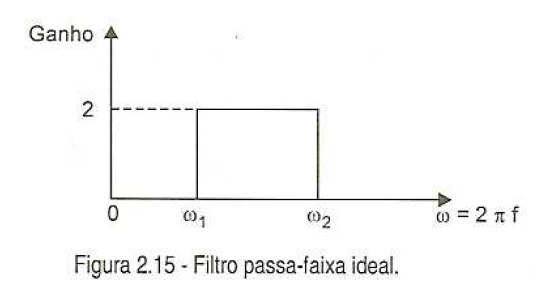 Ganho
2
0
ω₁
ω₂
ω = 2 π f
Figura 2.15 - Filtro passa-faixa ideal.